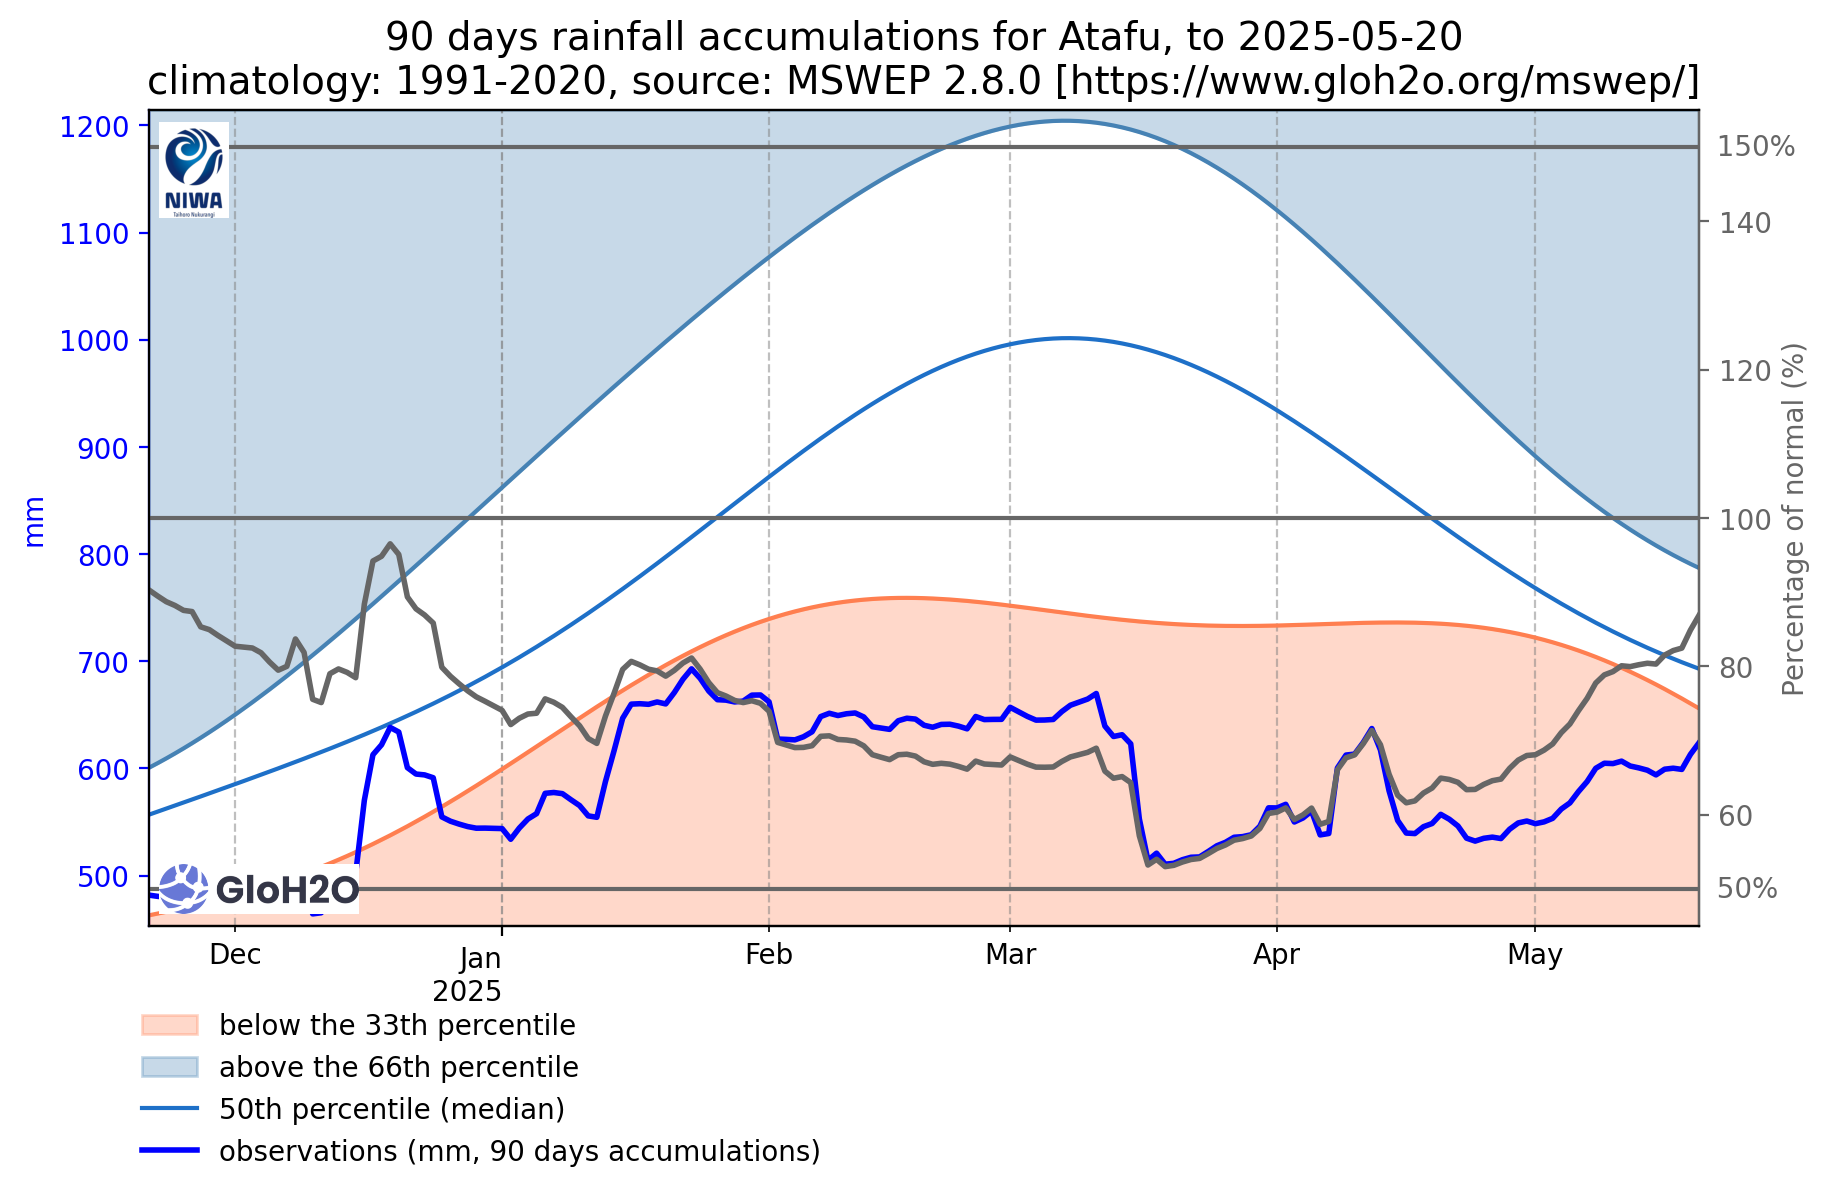 90 days rainfall accumulations for Atafu, to 2025-05-20
climatology: 1991-2020, source: MSWEP 2.8.0 [https://www.gloh2o.org/mswep/]
1200
1100
1000
900
800
700
600
500
mm
150%
140
120
100
80
60
50%
Percentage of normal (%)
NIWA
Taihoro Nukurangi
GloH2O
Dec
Jan
2025
Feb
Mar
Apr
May
below the 33th percentile
above the 66th percentile
50th percentile (median)
observations (mm, 90 days accumulations)